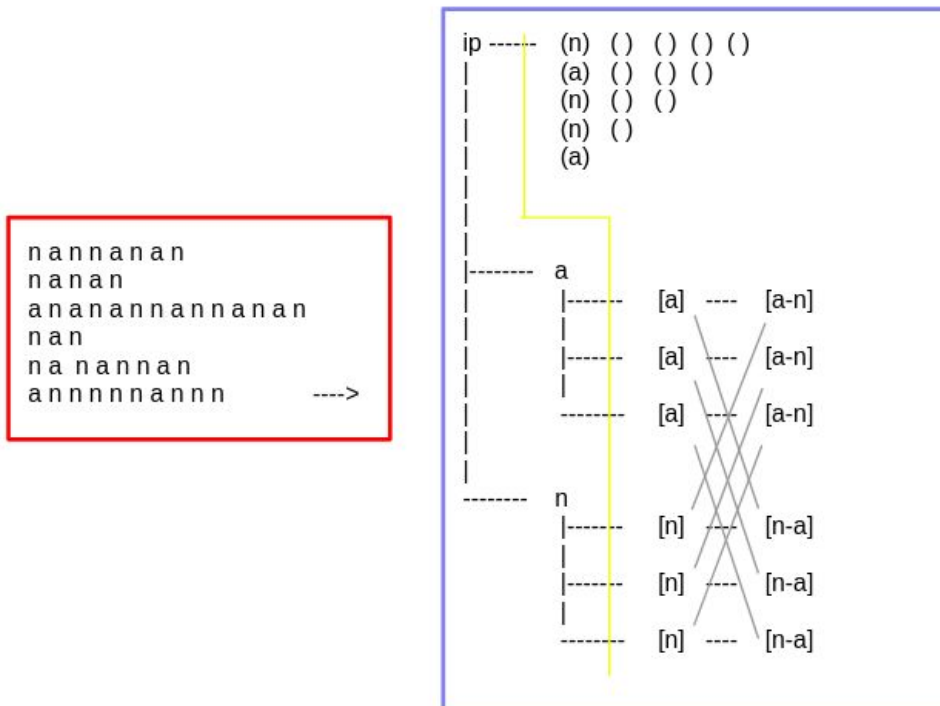 n a n n a n a n
n a n a n
a n a n a n n a n n a n a n
n a n
n a  n a n n a n
a n n n n n a n n n ---->
ip ------ (n) ( ) ( ) ( ) ( )
| (a) ( ) ( ) ( )
| (n) ( ) ( )
| (n) ( )
| (a)
|
|
|
|-------- a
| |------- [a] ---- [a-n]
| |
| |------- [a] ---- [a-n]
| |
| -------- [a] ---- [a-n]
|
|
-------- n
|------- [n] ---- [n-a]
|
|------- [n] ---- [n-a]
|
-------- [n] ---- [n-a]